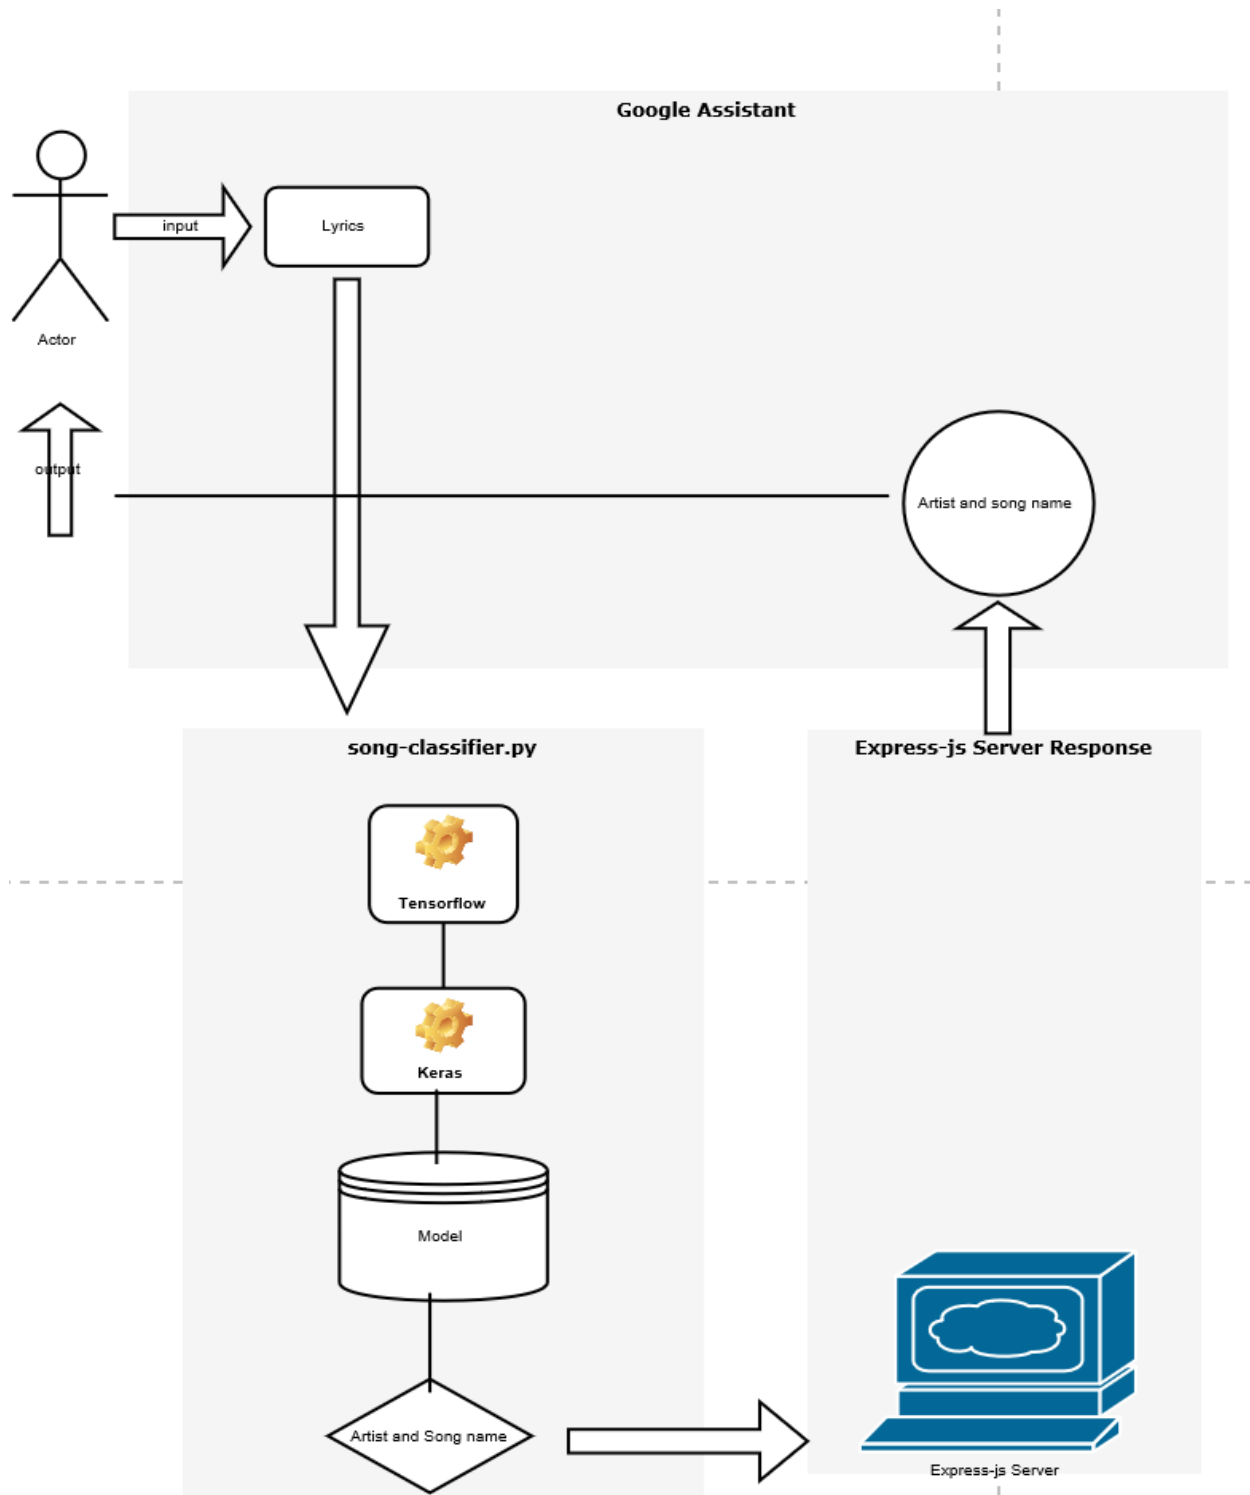 Google Assistant
input
Lyrics
Actor
output
Artist and song name
song-classifier.py
Express-js Server Response
Tensorflow
Keras
Model
Artist and Song name
Express-js Server